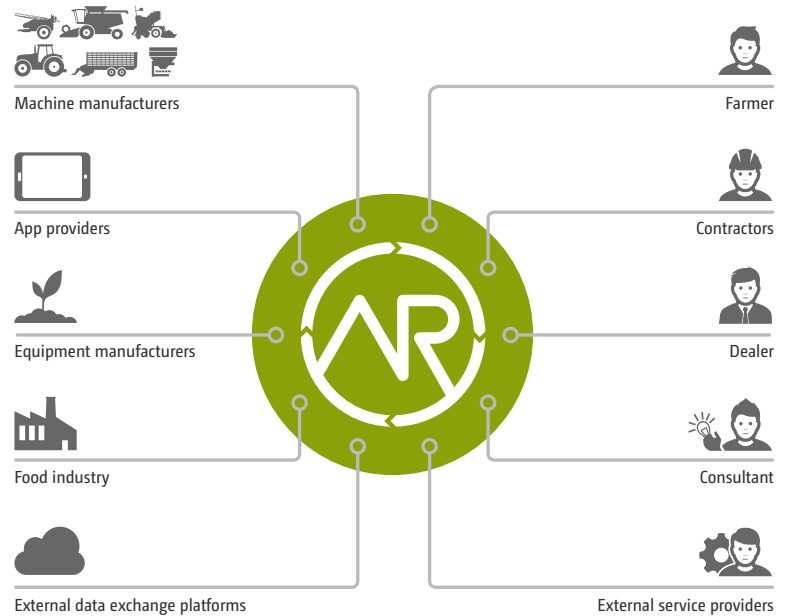 Machine manufacturers
Farmer
App providers
Contractors
Equipment manufacturers
Dealer
Food industry
Consultant
External data exchange platforms
External service providers
AR